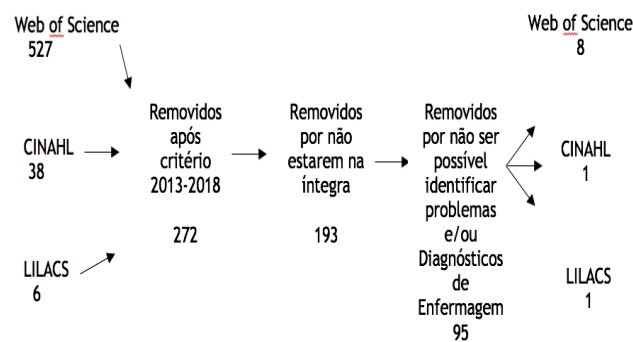 Web of Science
527
CINAHL
38
LILACS
6
Removidos
após
critério
2013-2018
272
Removidos
por não
estarem na
íntegra
193
Removidos
por não ser
possível
identificar
problemas
e/ou
Diagnósticos
de
Enfermagem
95
Web of Science
8
CINAHL
1
LILACS
1